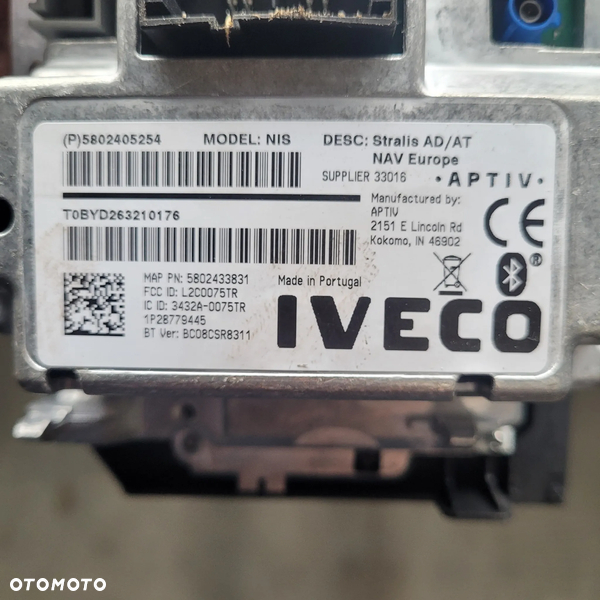 (P)5802405254 MODEL: NIS DESC: Stralis AD/AT
NAV Europe
SUPPLIER 33016 · A P T I V ·
T0BYD263210176
Manufactured by:
APTIV
2151 E Lincoln Rd
Kokomo, IN 46902
CE
MAP PN: 5802433831
FCC ID: L2C0075TR
IC ID: 3432A-0075TR
1P28779445
BT Ver: BC08CSR8311
Made in Portugal
IVECO
®
OTOMOTO